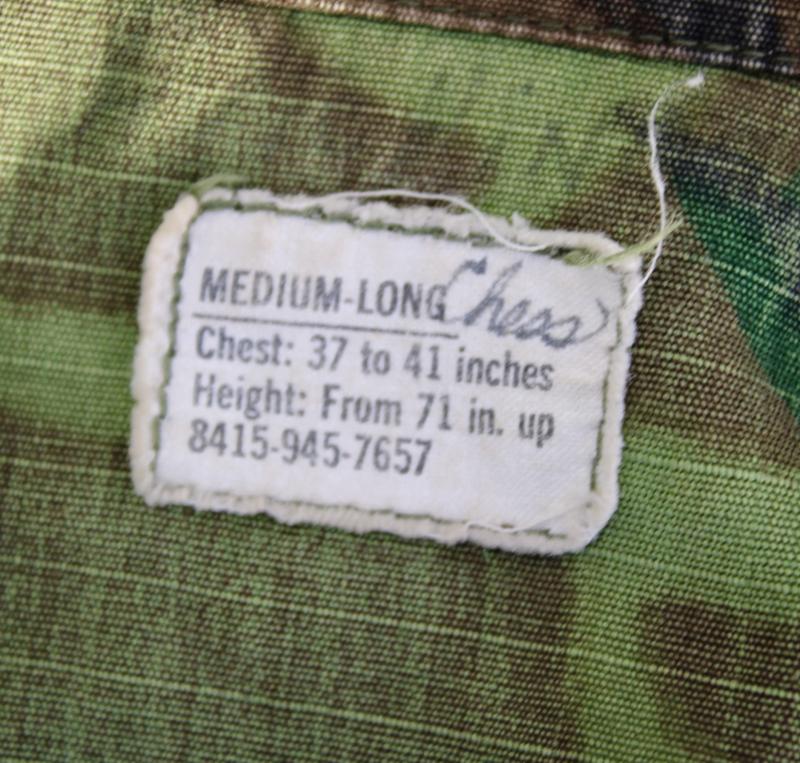 MEDIUM-LONG Chess
Chest: 37 to 41 inches
Height: From 71 in. up
8415-945-7657